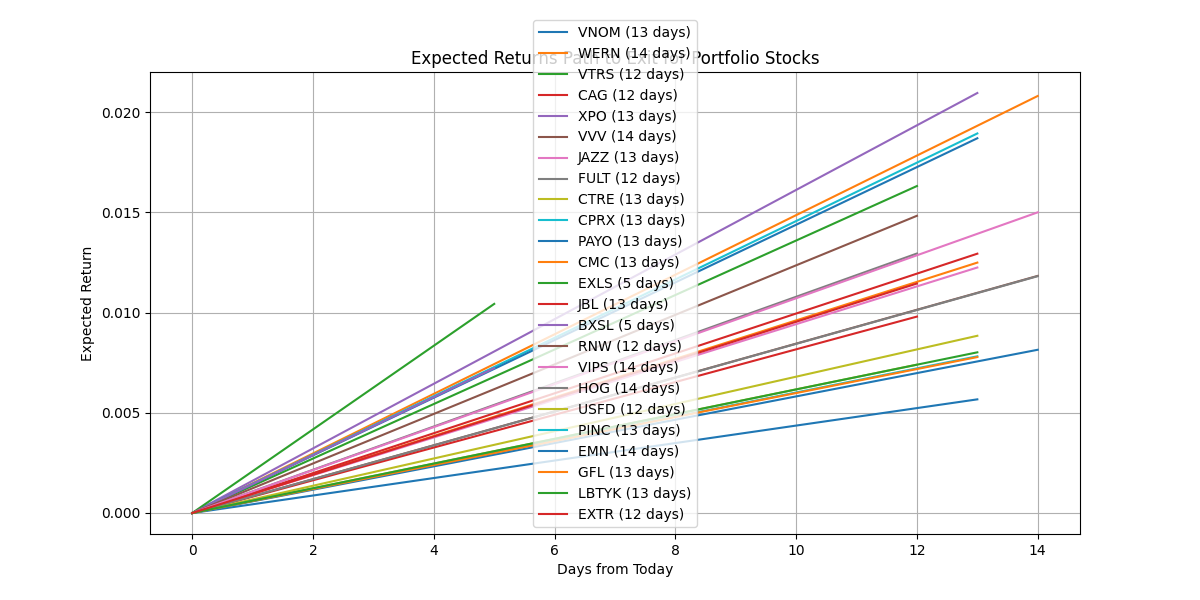 Expected Returns Path to Exit for Portfolio Stocks
VNOM (13 days)
WERN (14 days)
VTRS (12 days)
CAG (12 days)
XPO (13 days)
VVV (14 days)
JAZZ (13 days)
FULT (12 days)
CTRE (13 days)
CPRX (13 days)
PAYO (13 days)
CMC (13 days)
EXLS (5 days)
JBL (13 days)
BXSL (5 days)
RNW (12 days)
VIPS (14 days)
HOG (14 days)
USFD (12 days)
PINC (13 days)
EMN (14 days)
GFL (13 days)
LBTYK (13 days)
EXTR (12 days)
Expected Return
0.020
0.015
0.010
0.005
0.000
0 2 4 6 8 10 12 14
Days from Today